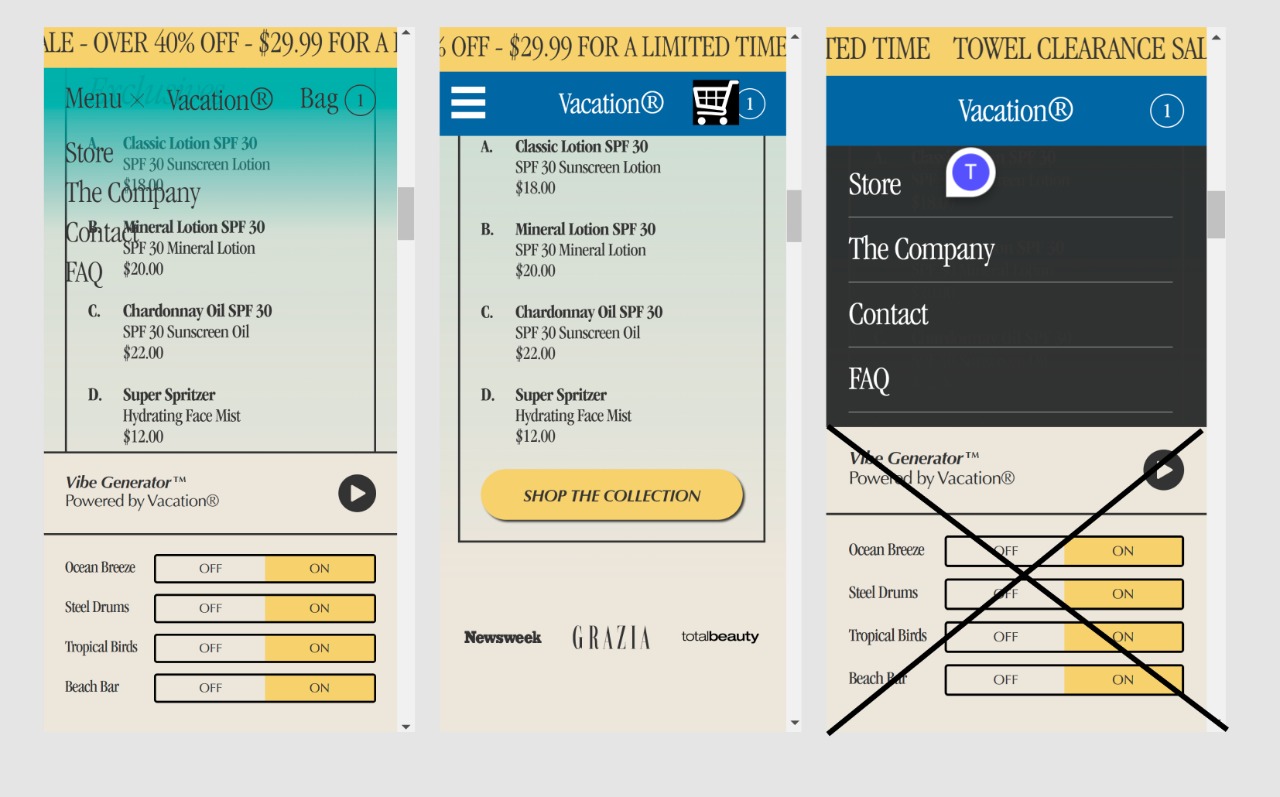 ALE - OVER 40% OFF - $29.99 FOR A
Exclusives
Menu × Vacation® Bag 1
Store
The Company
Contact
FAQ
A. Classic Lotion SPF 30
SPF 30 Sunscreen Lotion
$18.00
B. Mineral Lotion SPF 30
SPF 30 Mineral Lotion
$20.00
C. Chardonnay Oil SPF 30
SPF 30 Sunscreen Oil
$22.00
D. Super Spritzer
Hydrating Face Mist
$12.00
Vibe Generator™
Powered by Vacation®
Ocean Breeze OFF ON
Steel Drums OFF ON
Tropical Birds OFF ON
Beach Bar OFF ON
% OFF - $29.99 FOR A LIMITED TIME
Vacation® 1
A. Classic Lotion SPF 30
SPF 30 Sunscreen Lotion
$18.00
B. Mineral Lotion SPF 30
SPF 30 Mineral Lotion
$20.00
C. Chardonnay Oil SPF 30
SPF 30 Sunscreen Oil
$22.00
D. Super Spritzer
Hydrating Face Mist
$12.00
SHOP THE COLLECTION
Newsweek GRAZIA totalbeauty
TED TIME TOWEL CLEARANCE SAL
Vacation® 1
T
Store
The Company
Contact
FAQ
Vibe Generator™
Powered by Vacation®
Ocean Breeze OFF ON
Steel Drums OFF ON
Tropical Birds OFF ON
Beach Bar OFF ON